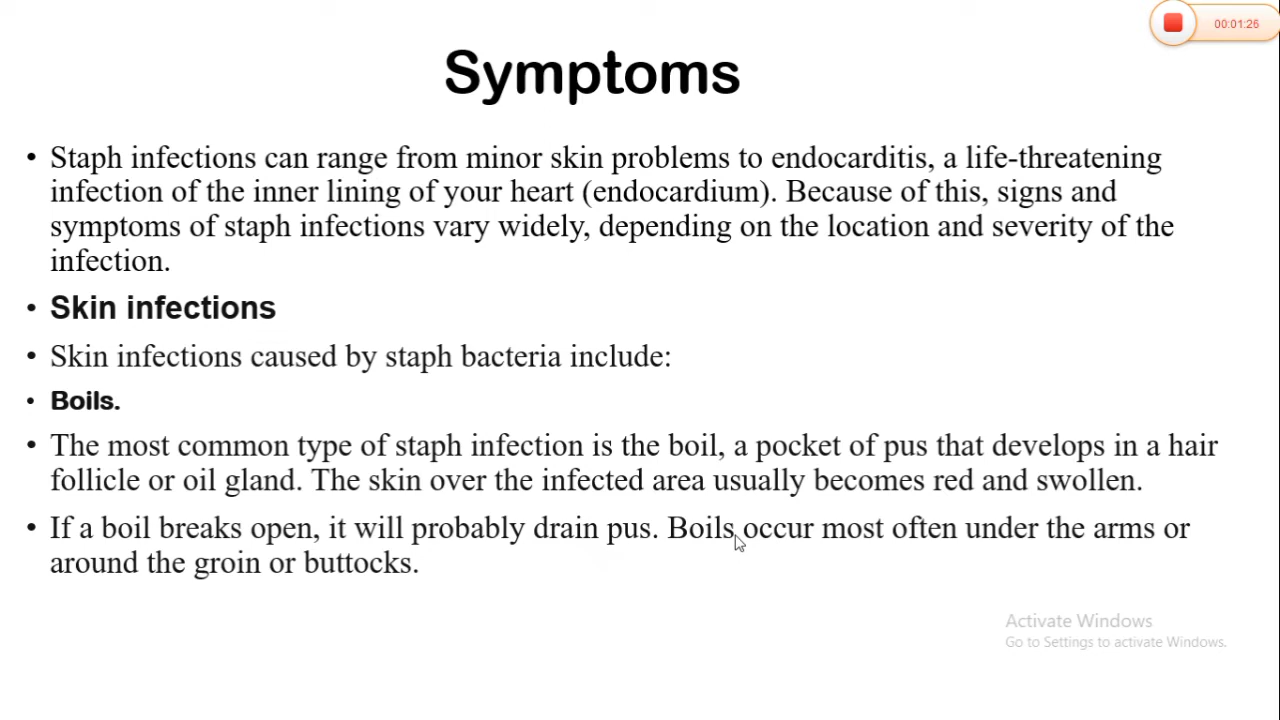 00:01:26
Symptoms
• Staph infections can range from minor skin problems to endocarditis, a life-threatening
infection of the inner lining of your heart (endocardium). Because of this, signs and
symptoms of staph infections vary widely, depending on the location and severity of the
infection.
• Skin infections
• Skin infections caused by staph bacteria include:
• Boils.
• The most common type of staph infection is the boil, a pocket of pus that develops in a hair
follicle or oil gland. The skin over the infected area usually becomes red and swollen.
• If a boil breaks open, it will probably drain pus. Boils occur most often under the arms or
around the groin or buttocks.
Activate Windows
Go to Settings to activate Windows.